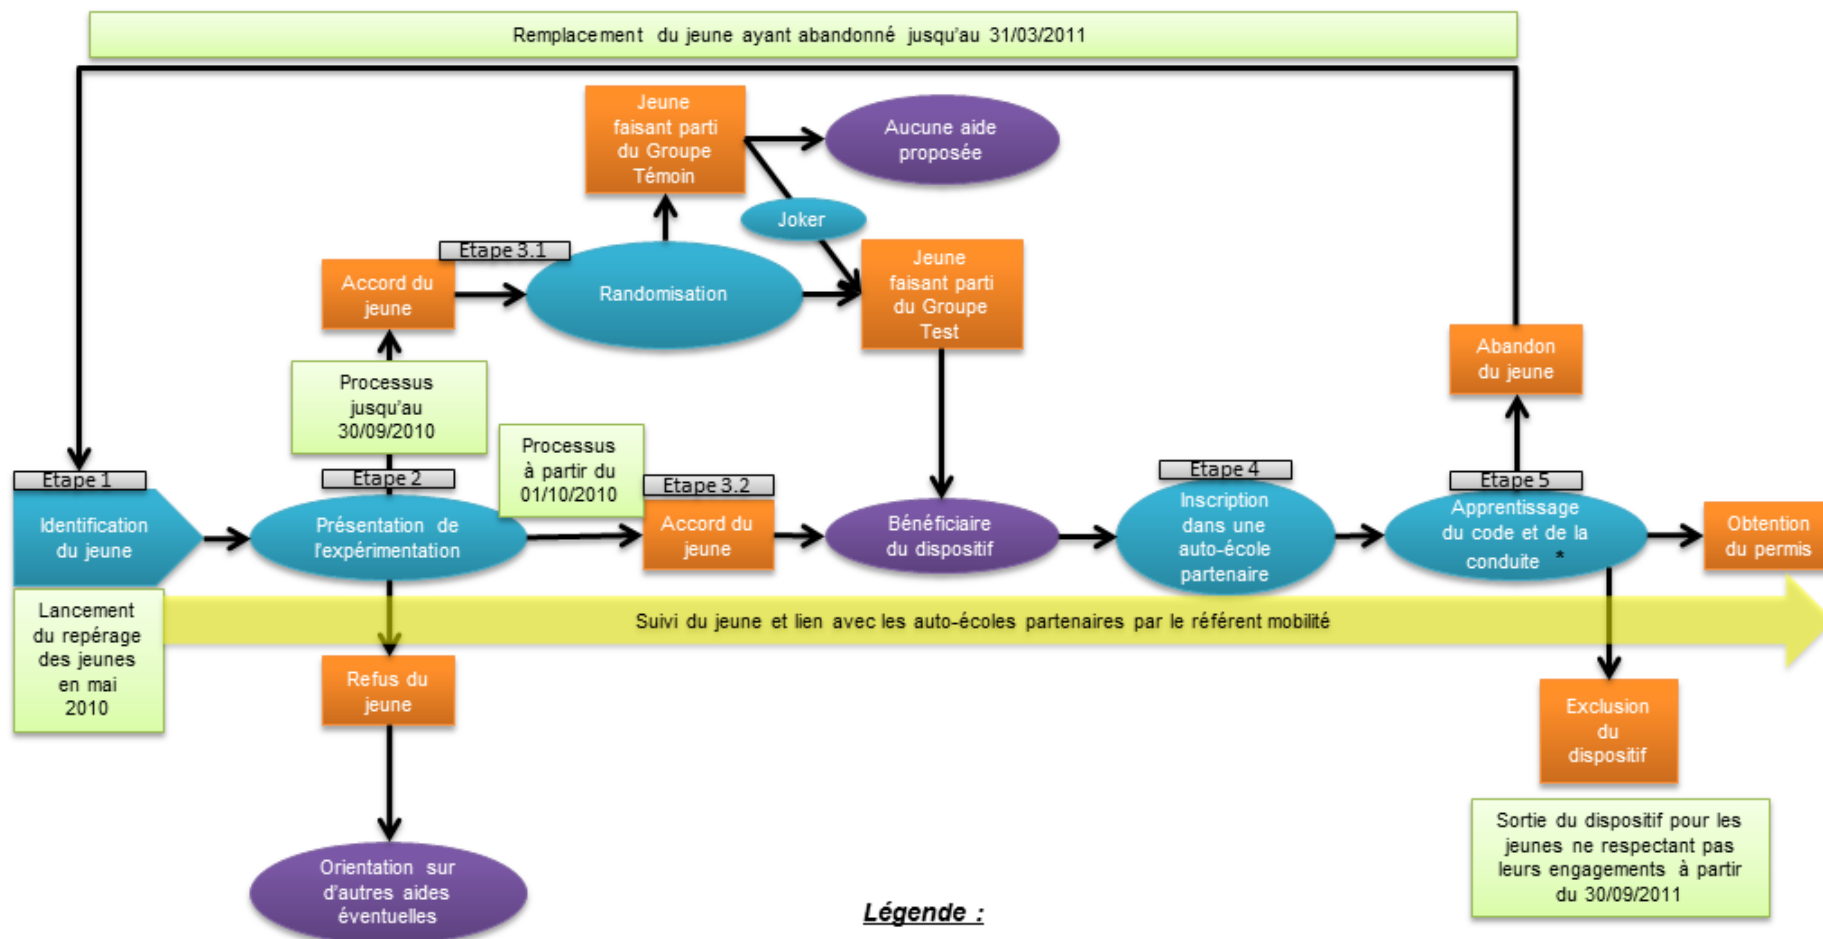 Remplacement du jeune ayant abandonné jusqu'au 31/03/2011
Jeune
faisant parti
du Groupe
Témoin
Aucune aide
proposée
Joker
Etape 3.1
Accord du
jeune
Randomisation
Jeune
faisant parti
du Groupe
Test
Abandon
du jeune
Processus
jusqu'au
30/09/2010
Processus
à partir du
01/10/2010
Etape 1
Identification
du jeune
Etape 2
Présentation de
l'expérimentation
Etape 3.2
Accord du
jeune
Bénéficiaire
du dispositif
Etape 4
Inscription
dans une
auto-école
partenaire
Etape 5
Apprentissage
du code et de la
conduite *
Obtention
du permis
Lancement
du repérage
des jeunes
en mai
2010
Suivi du jeune et lien avec les auto-écoles partenaires par le référent mobilité
Refus du
jeune
Exclusion
du
dispositif
Orientation sur
d'autres aides
éventuelles
Sortie du dispositif pour les
jeunes ne respectant pas
leurs engagements à partir
du 30/09/2011
Légende :